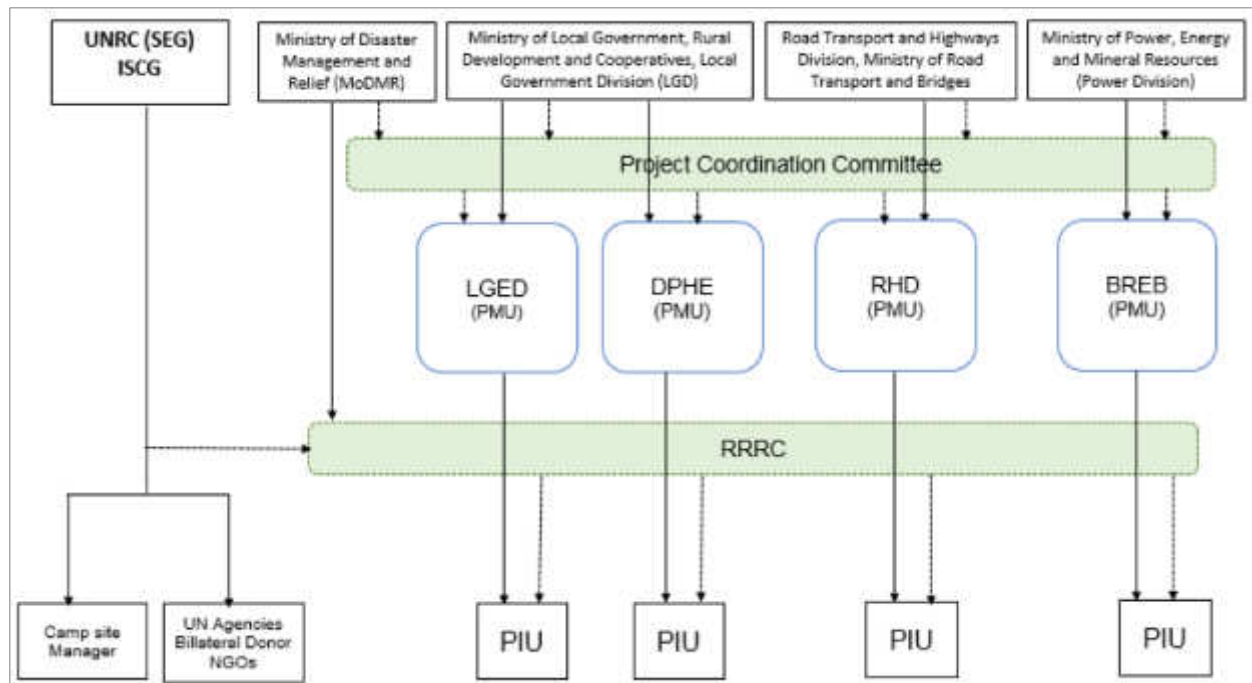 UNRC (SEG)
ISCG
Ministry of Disaster
Management and
Relief (MoDMR)
Ministry of Local Government, Rural
Development and Cooperatives, Local
Government Division (LGD)
Road Transport and Highways
Division, Ministry of Road
Transport and Bridges
Ministry of Power, Energy
and Mineral Resources
(Power Division)
Project Coordination Committee
LGED
(PMU)
DPHE
(PMU)
RHD
(PMU)
BREB
(PMU)
RRRC
Camp site
Manager
UN Agencies
Billateral Donor
NGOs
PIU
PIU
PIU
PIU